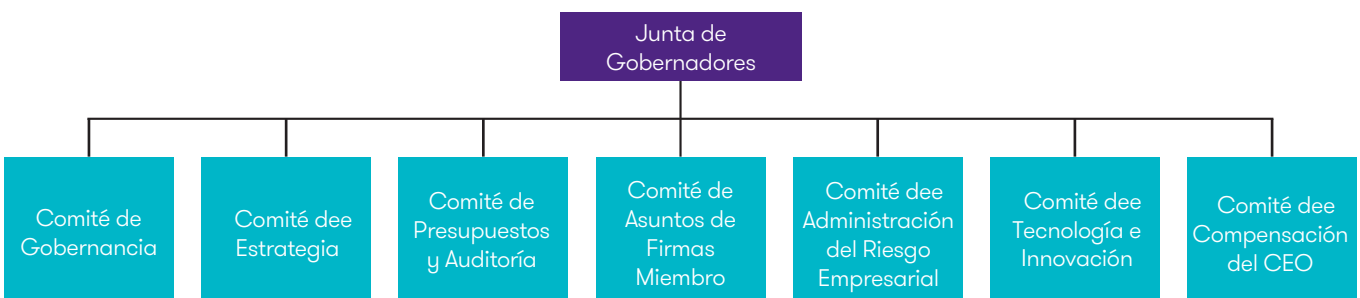 Junta de
Gobernadores
Comité de
Gobernancia
Comité dee
Estrategia
Comité de
Presupuestos
y Auditoría
Comité de
Asuntos de
Firmas
Miembro
Comité dee
Administración
del Riesgo
Empresarial
Comité dee
Tecnología e
Innovación
Comité dee
Compensación
del CEO